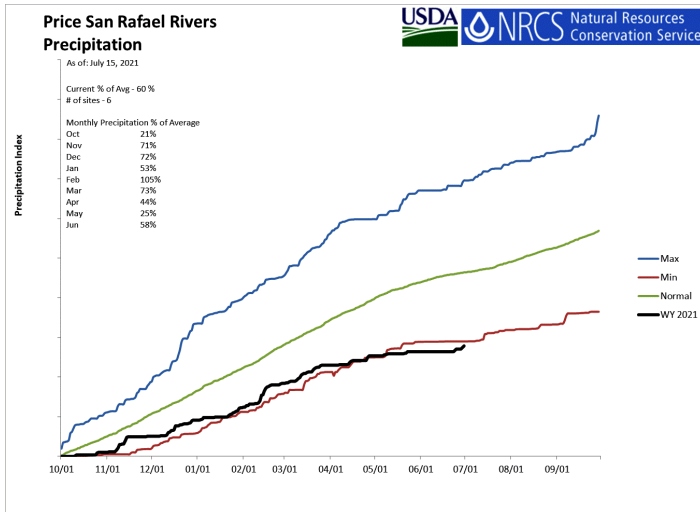 Price San Rafael Rivers
Precipitation
USDA
NRCS
Natural Resources
Conservation Service
As of: July 15, 2021
Current % of Avg - 60 %
# of sites - 6
Monthly Precipitation % of Average
Oct 21%
Nov 71%
Dec 72%
Jan 53%
Feb 105%
Mar 73%
Apr 44%
May 25%
Jun 58%
Precipitation Index
Max
Min
Normal
WY 2021
10/01 11/01 12/01 01/01 02/01 03/01 04/01 05/01 06/01 07/01 08/01 09/01